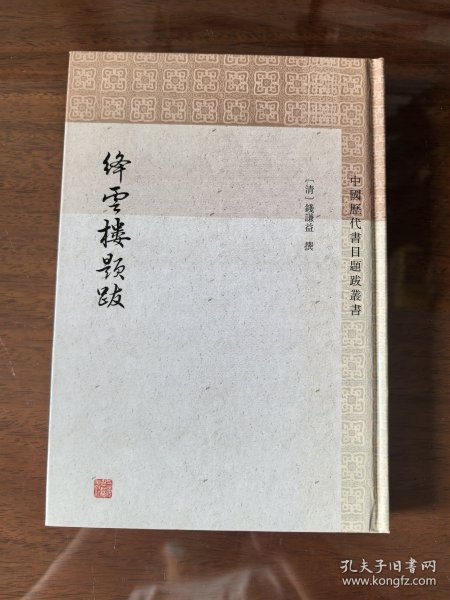 中國歷代書目題跋叢書
〔清〕錢謙益 撰
絳雲樓題跋
孔夫子旧书网
www.kongfz.com